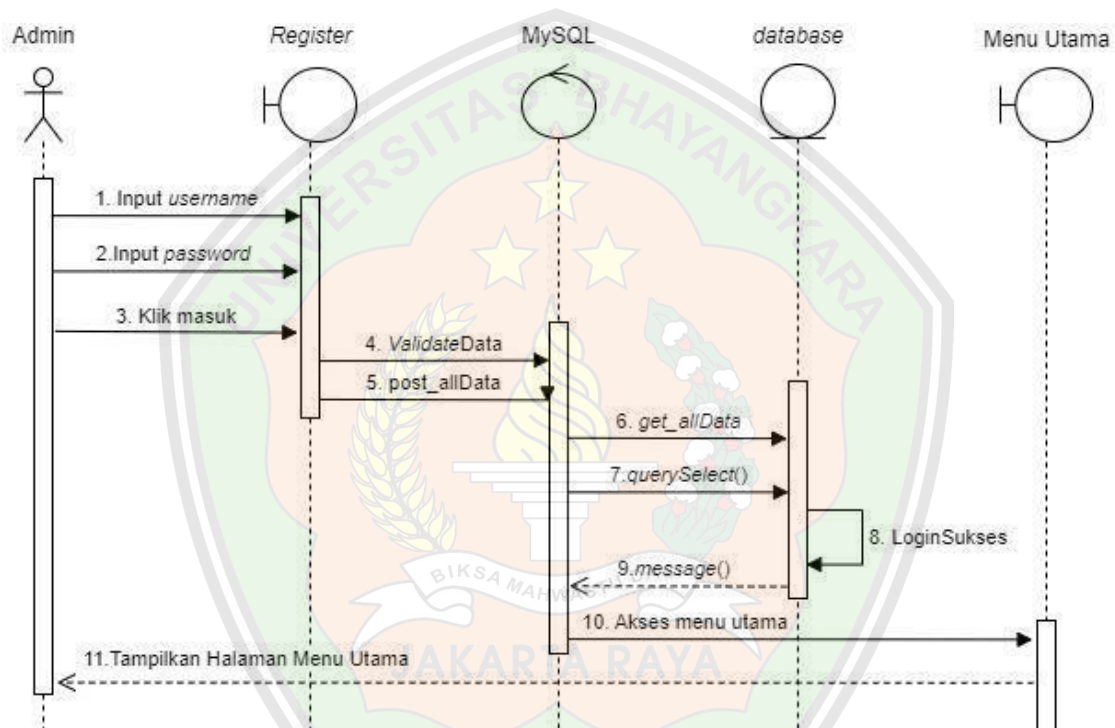 Admin
Register
MySQL
database
Menu Utama
UNIVERSITAS BHAYANGKARA
1. Input username
2.Input password
3. Klik masuk
4. ValidateData
5. post_allData
6. get_allData
7.querySelect()
8. LoginSukses
9.message()
BIKSA MAHWASTU
10. Akses menu utama
11.Tampilkan Halaman Menu Utama
JAKARTA RAYA